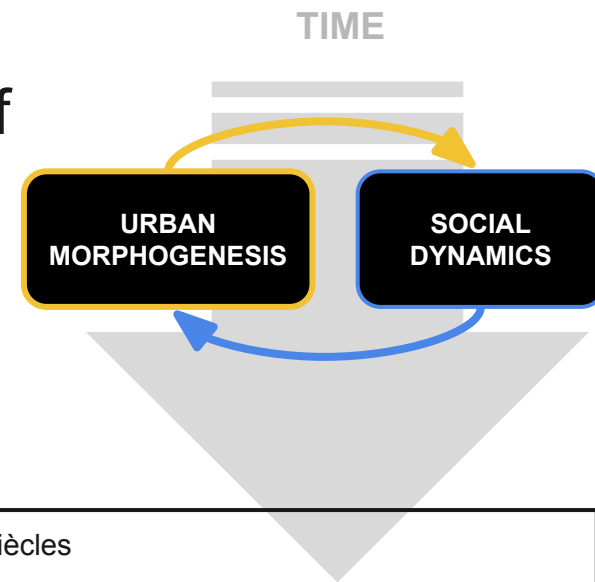 TIME
f
URBAN
MORPHOGENESIS
SOCIAL
DYNAMICS
iècles